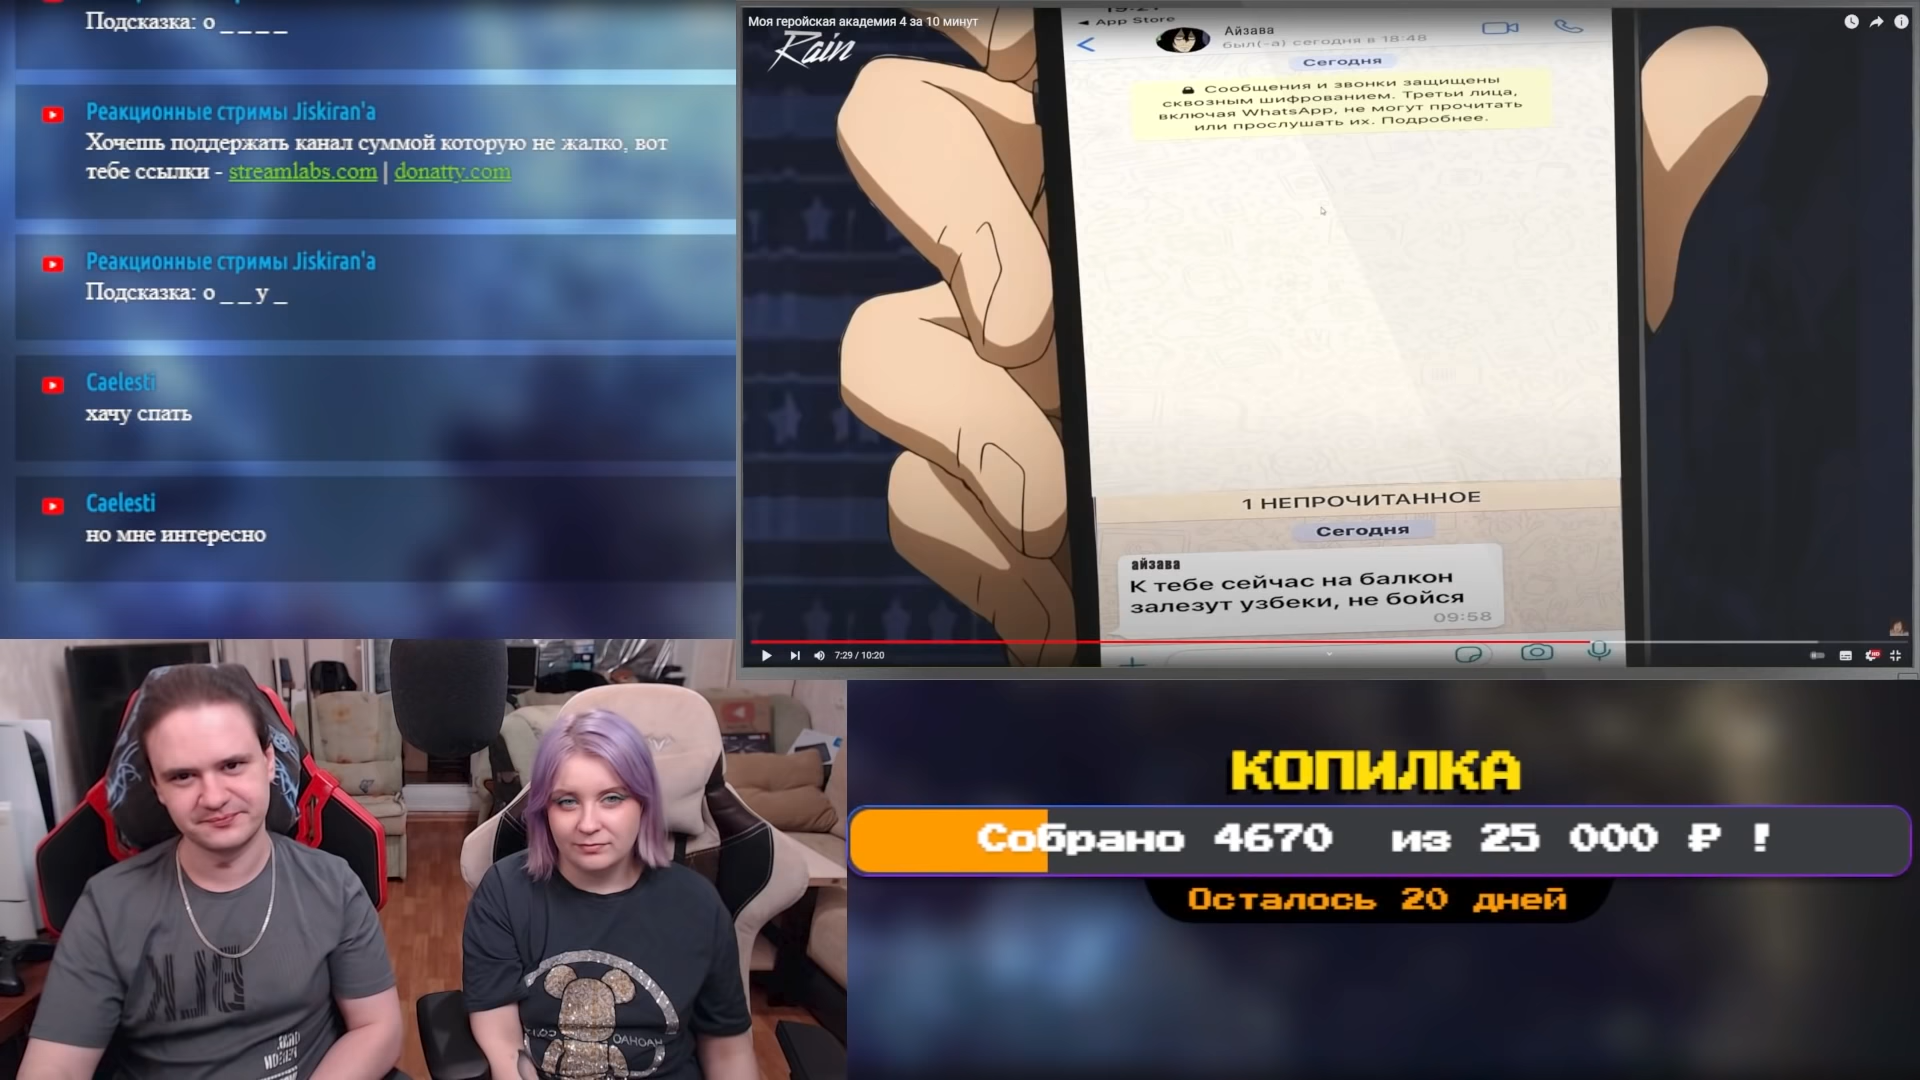 Подсказка: о _ _ _ _
Реакционные стримы Jiskiran'a
Хочешь поддержать канал суммой которую не жалко, вот
тебе ссылки - streamlabs.com | donatty.com
Реакционные стримы Jiskiran'a
Подсказка: о _ _ у _
Caelesti
хачу спать
Caelesti
но мне интересно
Моя геройская академия 4 за 10 минут
Rain
App Store
Айзава
был(-а) сегодня в 18:48
Сегодня
Сообщения и звонки защищены
сквозным шифрованием. Третьи лица,
включая WhatsApp, не могут прочитать
или прослушать их. Подробнее.
1 НЕПРОЧИТАННОЕ
Сегодня
айзава
К тебе сейчас на балкон
залезут узбеки, не бойся
09:58
7:29 / 10:20
КОПИЛКА
Собрано 4670 из 25 000 ₽ !
Осталось 20 дней